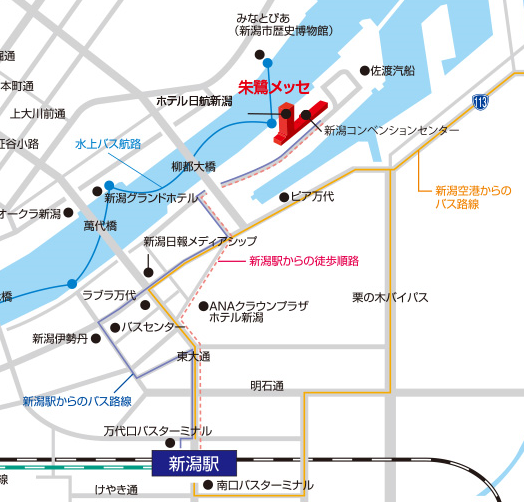 みなとぴあ
(新潟市歴史博物館)
堀通
佐渡汽船
本町通
朱鷺メッセ
ホテル日航新潟
113
上大川前通
新潟コンベンションセンター
古谷小路
水上バス航路
柳都大橋
新潟空港からの
バス路線
新潟グランドホテル
ピア万代
オークラ新潟
萬代橋
新潟日報メディアシップ
新潟駅からの徒歩順路
橋
ラブラ万代
栗の木バイパス
ANAクラウンプラザ
ホテル新潟
バスセンター
新潟伊勢丹
東大通
明石通
新潟駅からのバス路線
万代口バスターミナル
新潟駅
線
南口バスターミナル
けやき通